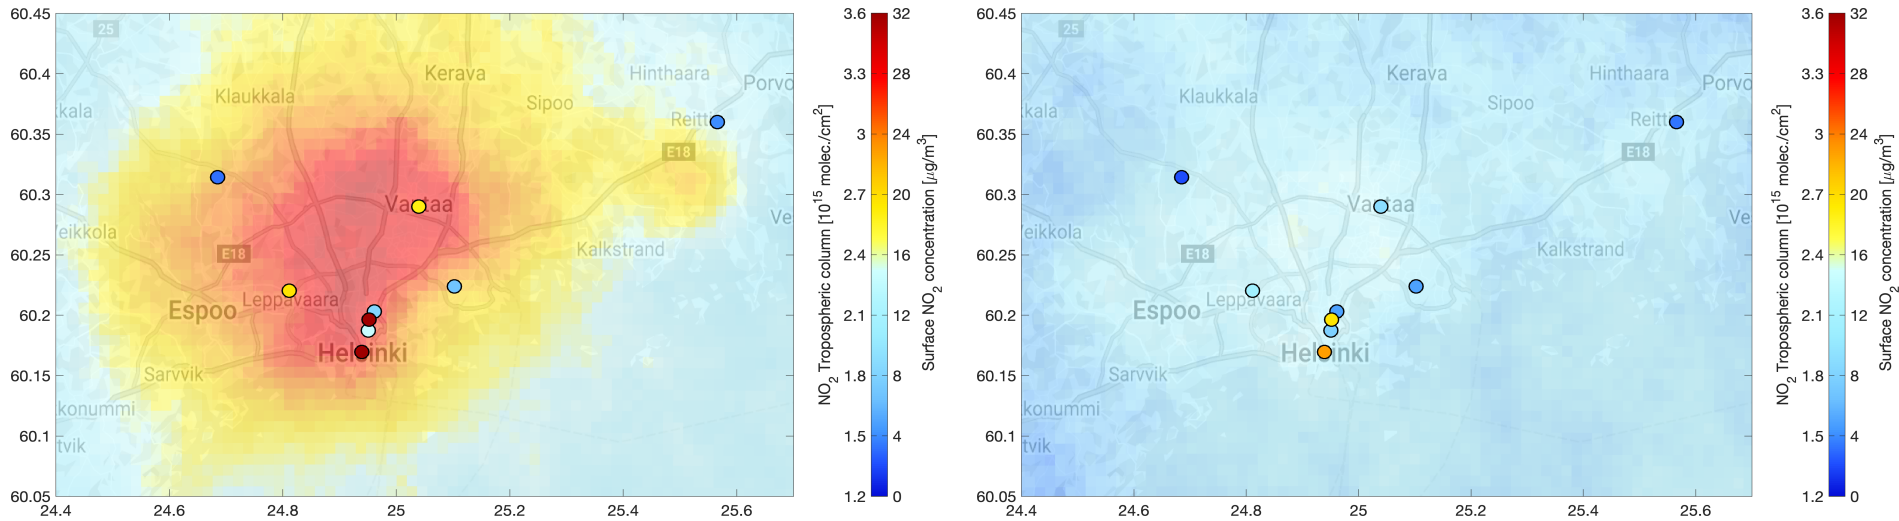 60.45
60.4
60.35
60.3
60.25
60.2
60.15
60.1
60.05
24.4
24.6
24.8
25
25.2
25.4
25.6
25
Kerava
Hinthaara
Porvo
kkala
Klaukkala
Sipoo
Reitti
E18
Vantaa
Ve
eikkola
E18
Kalkstrand
Leppävaara
Espoo
Helsinki
Sarvvik
konummi
tvik
3.6
3.3
3
2.7
2.4
2.1
1.8
1.5
1.2
32
28
24
20
16
12
8
4
0
NO2 Tropospheric column [10^15 molec./cm^2]
Surface NO2 concentration [μg/m^3]
60.45
60.4
60.35
60.3
60.25
60.2
60.15
60.1
60.05
24.4
24.6
24.8
25
25.2
25.4
25.6
25
Kerava
Hinthaara
Porvo
kkala
Klaukkala
Sipoo
Reitt
E18
Vantaa
Ve
eikkola
E18
Kalkstrand
Leppävaara
Espoo
Helsinki
Sarvvik
konummi
tvik
3.6
3.3
3
2.7
2.4
2.1
1.8
1.5
1.2
32
28
24
20
16
12
8
4
0
NO2 Tropospheric column [10^15 molec./cm^2]
Surface NO2 concentration [μg/m^3]